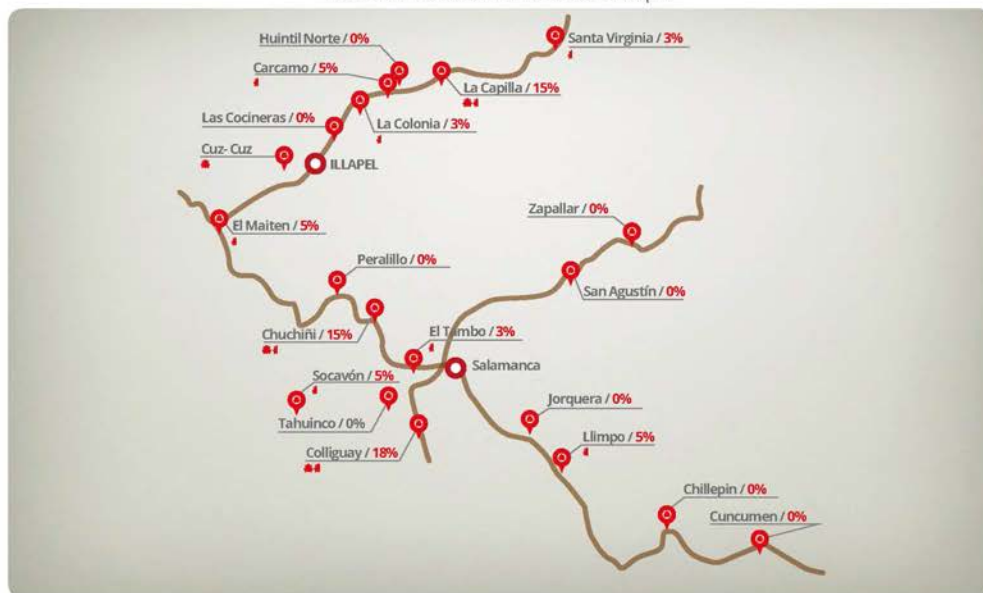 Santa Virginia / 3%
Huintil Norte / 0%
Carcamo / 5%
La Capilla / 15%
Las Cocineras / 0%
La Colonia / 3%
Cuz- Cuz
ILLAPEL
Zapallar / 0%
El Maiten / 5%
Peralillo / 0%
San Agustín / 0%
Chuchiñi / 15%
El Tambo / 3%
Salamanca
Socavón / 5%
Jorquera / 0%
Tahuinco / 0%
Llimpo / 5%
Colliguay / 18%
Chillepin / 0%
Cuncumen / 0%